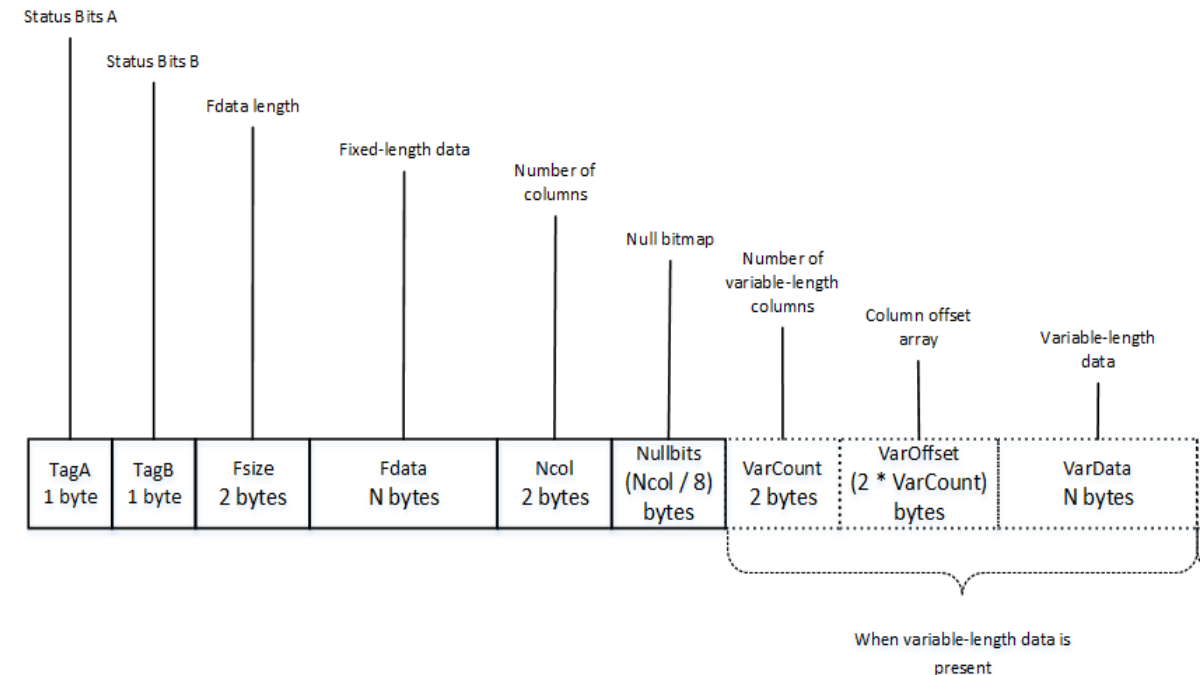 Status Bits A
Status Bits B
Fdata length
Fixed-length data
Number of
columns
Null bitmap
Number of
variable-length
columns
Column offset
array
Variable-length
data
TagA
1 byte
TagB
1 byte
Fsize
2 bytes
Fdata
N bytes
Ncol
2 bytes
Nullbits
(Ncol / 8)
bytes
VarCount
2 bytes
VarOffset
(2 * VarCount)
bytes
VarData
N bytes
When variable-length data is
present